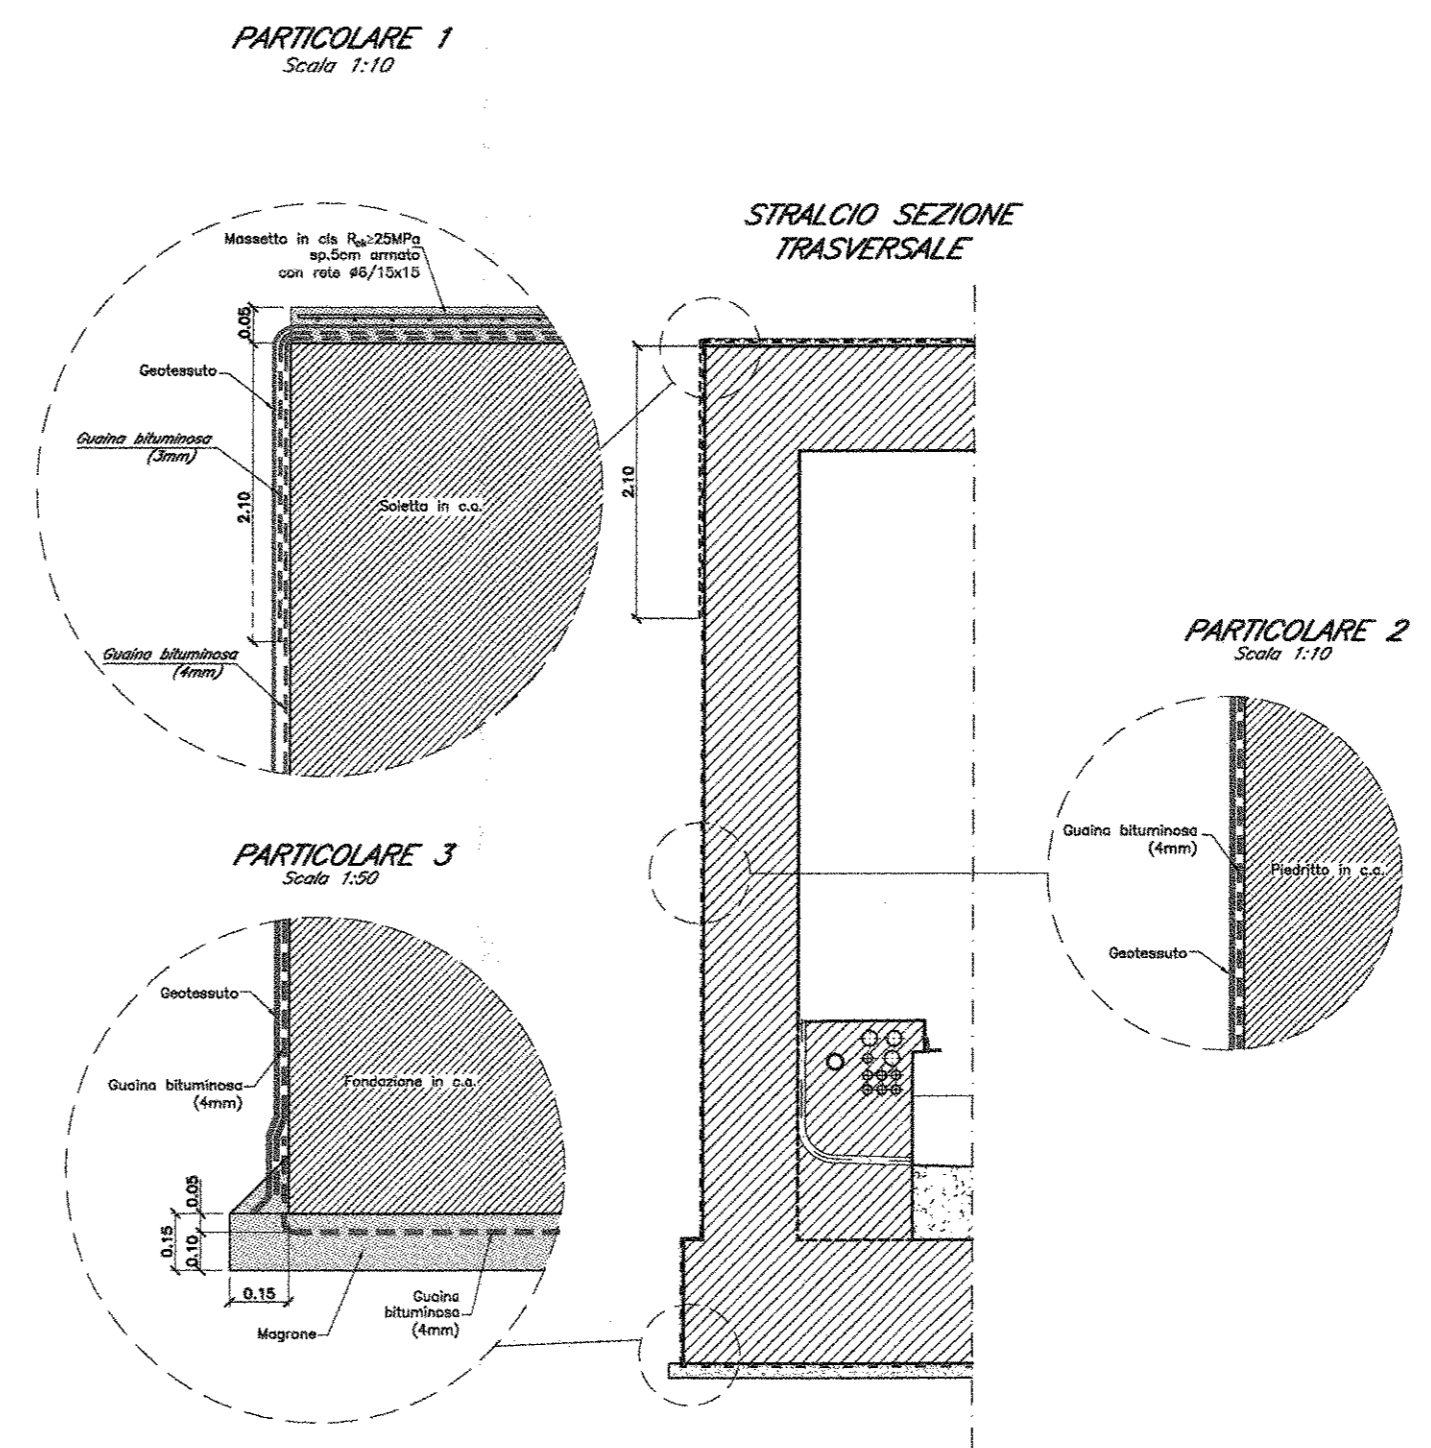 PARTICOLARE 1
Scala 1:10
Massetto in cls Rck≥25MPa
sp.5cm armato
con rete ø6/15x15
0.05
Geotessuto
Guaina bituminosa
(3mm)
2.10
Soletta in c.a.
Guaina bituminosa
(4mm)
STRALCIO SEZIONE
TRASVERSALE
2.10
PARTICOLARE 2
Scala 1:10
Guaina bituminosa
(4mm)
Piedritto in c.a.
Geotessuto
PARTICOLARE 3
Scala 1:50
Geotessuto
Guaina bituminosa
(4mm)
Fondazione in c.a.
0.05
0.15
0.10
0.15
Guaina
bituminosa
(4mm)
Magrone